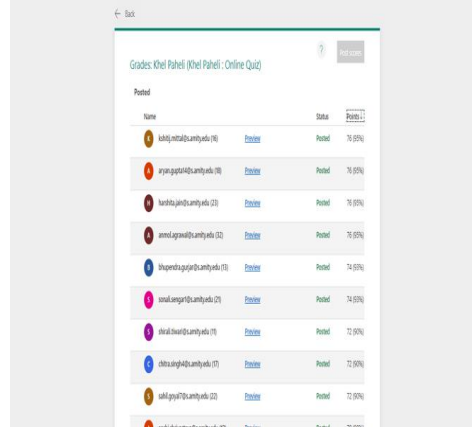 ← Back
?
Post scores
Grades: Khel Paheli (Khel Paheli : Online Quiz)
Posted
Name Status Points ↓
K kshitij.mittal@s.amity.edu (16) Preview Posted 76 (95%)
A aryan.gupta14@s.amity.edu (18) Preview Posted 76 (95%)
H harshita.jain@s.amity.edu (23) Preview Posted 76 (95%)
A anmol.agrawal@s.amity.edu (32) Preview Posted 76 (95%)
B bhupendra.gurjar@s.amity.edu (13) Preview Posted 74 (93%)
S sonali.sengar1@s.amity.edu (21) Preview Posted 74 (93%)
S shirali.tiwari@s.amity.edu (11) Preview Posted 72 (90%)
C chitra.singh4@s.amity.edu (17) Preview Posted 72 (90%)
S sahil.goyal7@s.amity.edu (22) Preview Posted 72 (90%)